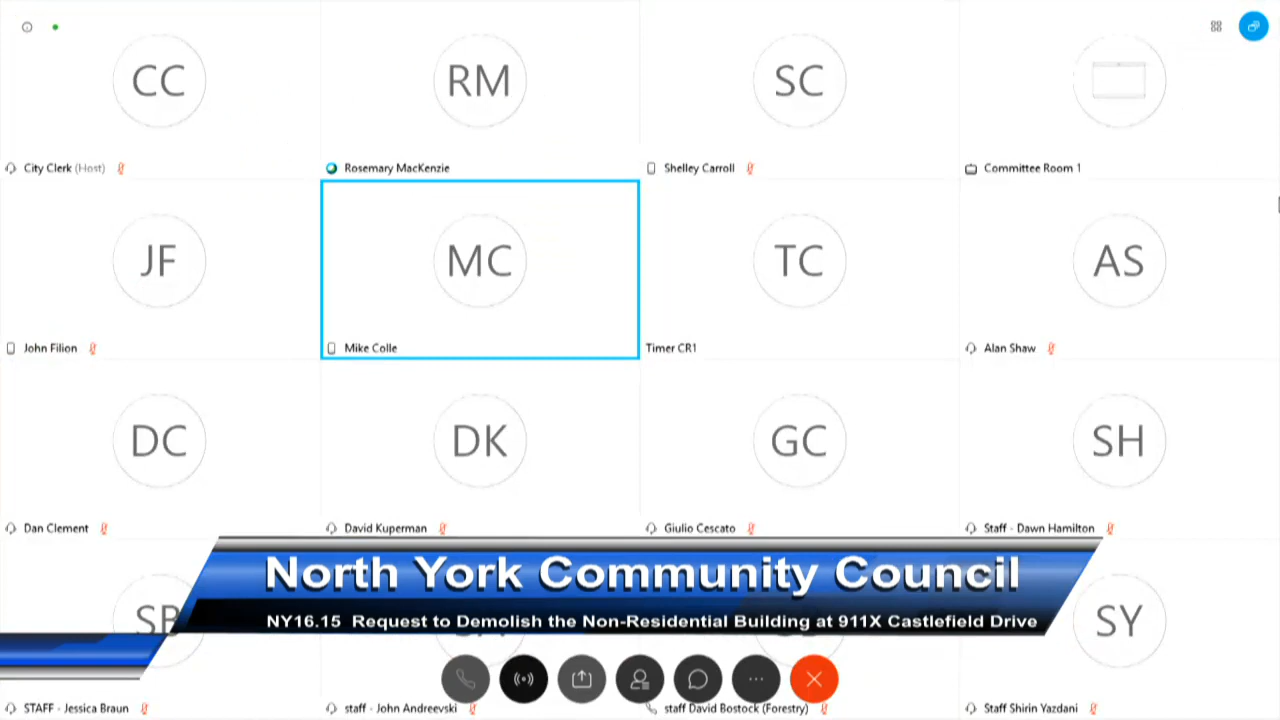 CC
RM
SC
City Clerk (Host)
Rosemary MacKenzie
Shelley Carroll
Committee Room 1
JF
MC
TC
AS
John Filion
Mike Colle
Timer CR1
Alan Shaw
DC
DK
GC
SH
Dan Clement
David Kuperman
Giulio Cescato
Staff - Dawn Hamilton
North York Community Council
NY16.15 Request to Demolish the Non-Residential Building at 911X Castlefield Drive
SB
SY
STAFF - Jessica Braun
staff - John Andreevski
staff David Bostock (Forestry)
Staff Shirin Yazdani